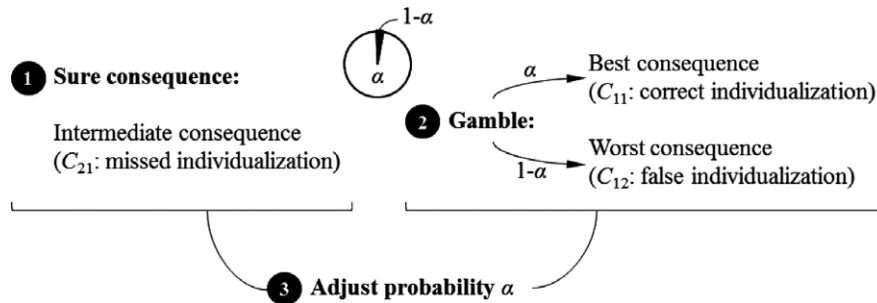 1-α
α
1 Sure consequence:
Intermediate consequence
(C21: missed individualization)
2 Gamble:
α
Best consequence
(C11: correct individualization)
1-α
Worst consequence
(C12: false individualization)
3 Adjust probability α